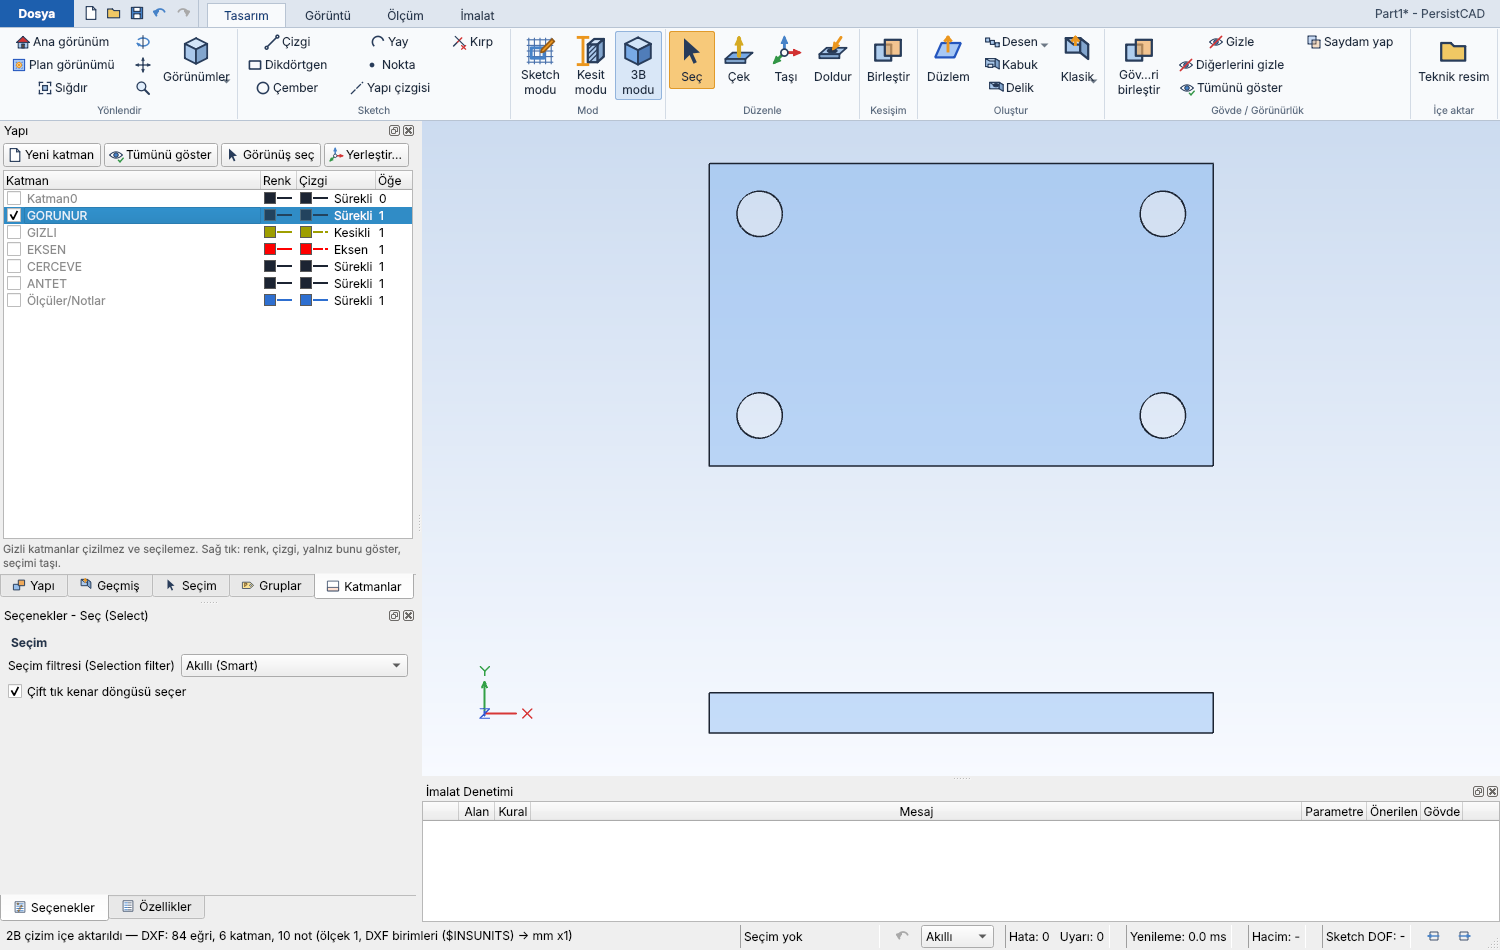 Dosya
Tasarım
Görüntü
Ölçüm
İmalat
Part1* - PersistCAD
Ana görünüm
Plan görünümü
Sığdır
Görünümler
Yönlendir
Çizgi
Dikdörtgen
Çember
Yay
Nokta
Yapı çizgisi
Kırp
Sketch
Sketch modu
Kesit modu
3B modu
Mod
Seç
Çek
Taşı
Doldur
Düzenle
Birleştir
Kesişim
Düzlem
Desen
Kabuk
Delik
Klasik
Oluştur
Göv...ri birleştir
Gizle
Diğerlerini gizle
Tümünü göster
Saydam yap
Gövde / Görünürlük
Teknik resim
İçe aktar
Yapı
Yeni katman
Tümünü göster
Görünüş seç
Yerleştir...
Katman Renk Çizgi Öğe
Katman0 Sürekli 0
GORUNUR Sürekli 1
GIZLI Kesikli 1
EKSEN Eksen 1
CERCEVE Sürekli 1
ANTET Sürekli 1
Ölçüler/Notlar Sürekli 1
Gizli katmanlar çizilmez ve seçilemez. Sağ tık: renk, çizgi, yalnız bunu göster,
seçimi taşı.
Yapı
Geçmiş
Seçim
Gruplar
Katmanlar
Seçenekler - Seç (Select)
Seçim
Seçim filtresi (Selection filter) Akıllı (Smart)
Çift tık kenar döngüsü seçer
Seçenekler
Özellikler
Y
Z
X
İmalat Denetimi
Alan Kural Mesaj Parametre Önerilen Gövde
2B çizim içe aktarıldı — DXF: 84 eğri, 6 katman, 10 not (ölçek 1, DXF birimleri ($INSUNITS) → mm x1)
Seçim yok
Akıllı
Hata: 0 Uyarı: 0
Yenileme: 0.0 ms
Hacim: -
Sketch DOF: -